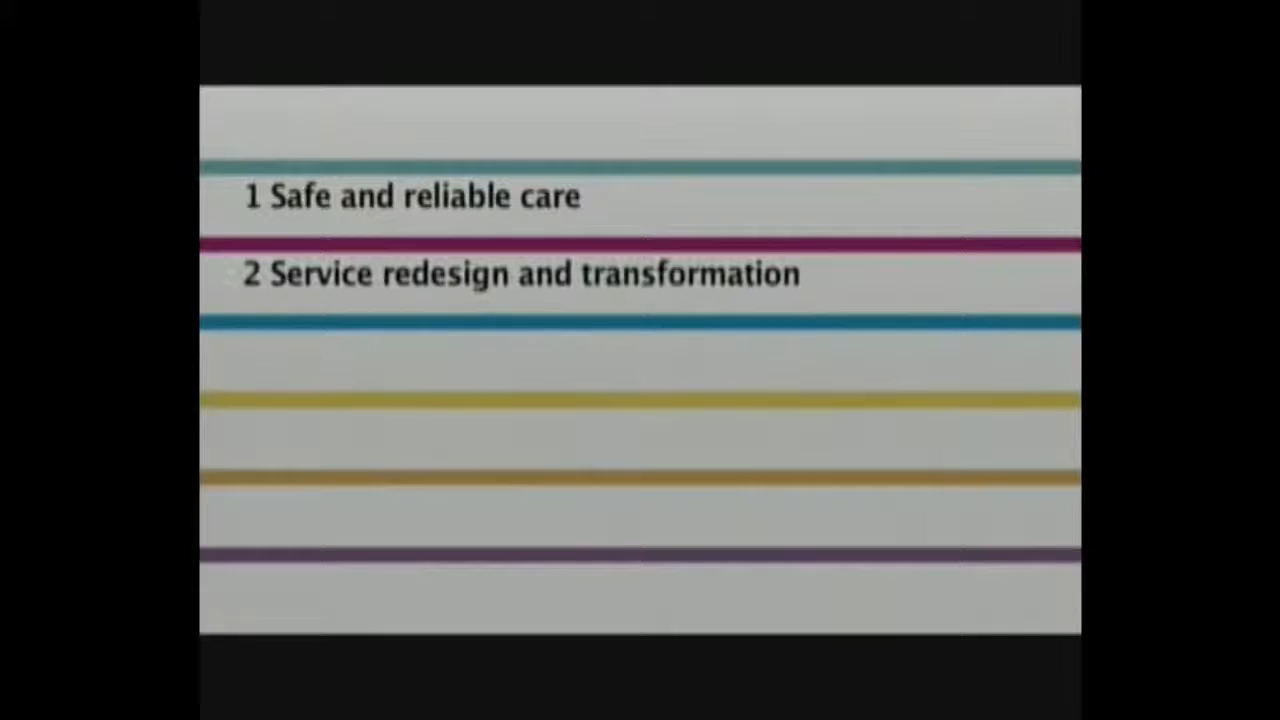 1 Safe and reliable care
2 Service redesign and transformation